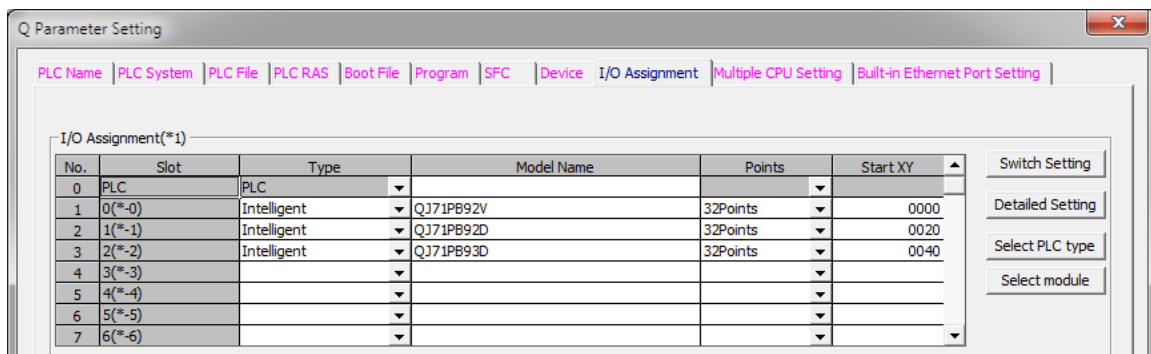 Q Parameter Setting
PLC Name PLC System PLC File PLC RAS Boot File Program SFC Device I/O Assignment Multiple CPU Setting Built-in Ethernet Port Setting
I/O Assignment(*1)
No. Slot Type Model Name Points Start XY
0 PLC PLC
1 0(*-0) Intelligent QJ71PB92V 32Points 0000
2 1(*-1) Intelligent QJ71PB92D 32Points 0020
3 2(*-2) Intelligent QJ71PB93D 32Points 0040
4 3(*-3)
5 4(*-4)
6 5(*-5)
7 6(*-6)
Switch Setting
Detailed Setting
Select PLC type
Select module